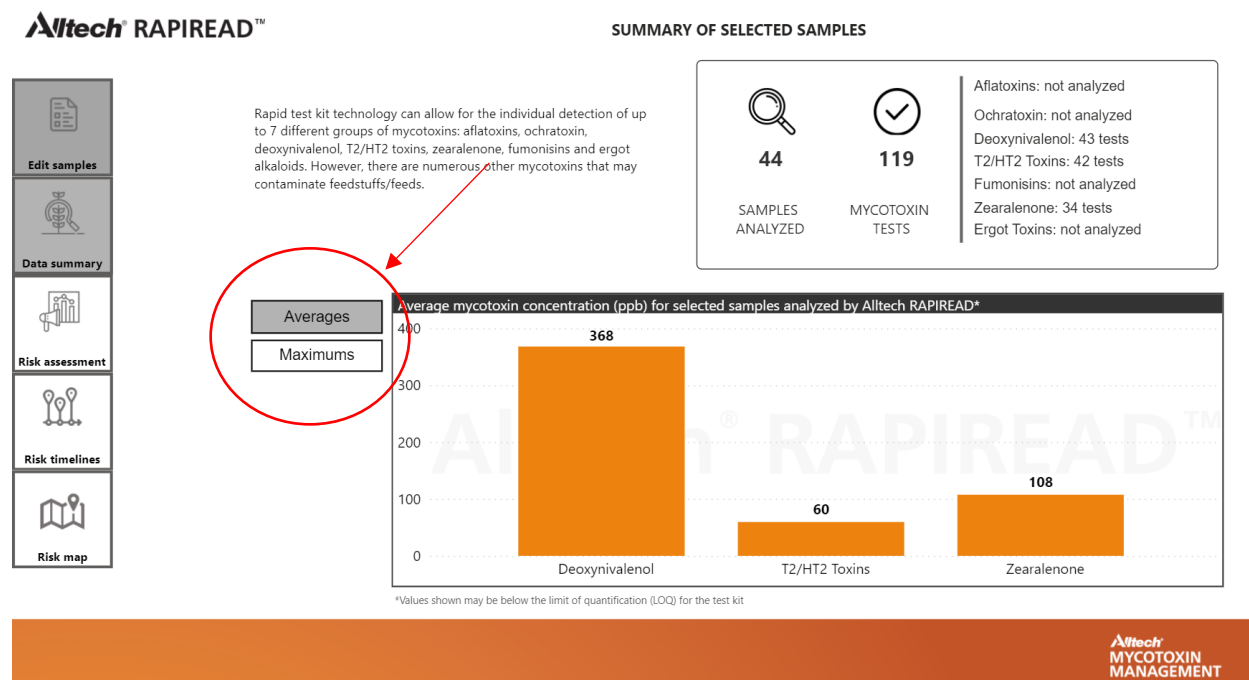 Alltech® RAPIREAD™
SUMMARY OF SELECTED SAMPLES
Edit samples
Data summary
Risk assessment
Risk timelines
Risk map
Rapid test kit technology can allow for the individual detection of up
to 7 different groups of mycotoxins: aflatoxins, ochratoxin,
deoxynivalenol, T2/HT2 toxins, zearalenone, fumonisins and ergot
alkaloids. However, there are numerous other mycotoxins that may
contaminate feedstuffs/feeds.
44
SAMPLES
ANALYZED
119
MYCOTOXIN
TESTS
Aflatoxins: not analyzed
Ochratoxin: not analyzed
Deoxynivalenol: 43 tests
T2/HT2 Toxins: 42 tests
Fumonisins: not analyzed
Zearalenone: 34 tests
Ergot Toxins: not analyzed
Averages
Maximums
Average mycotoxin concentration (ppb) for selected samples analyzed by Alltech RAPIREAD*
400
300
200
100
0
368
60
108
Alltech® RAPIREAD™
Deoxynivalenol
T2/HT2 Toxins
Zearalenone
*Values shown may be below the limit of quantification (LOQ) for the test kit
Alltech®
MYCOTOXIN
MANAGEMENT